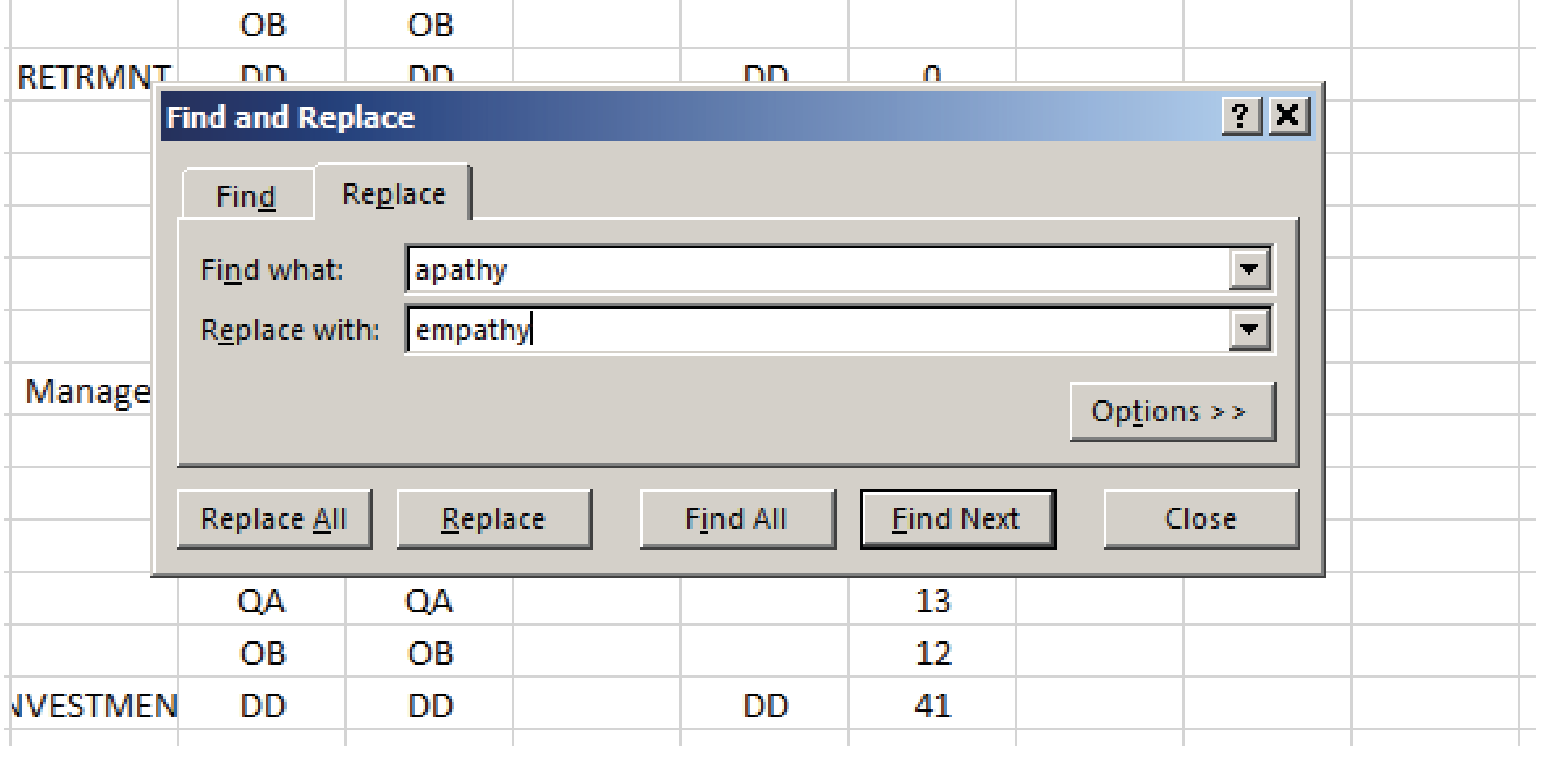 OB OB
RETRMNT DD DD DD 0
Find and Replace ? X
Find Replace
Find what: apathy
Replace with: empathy
Options >>
Manage
Replace All Replace Find All Find Next Close
QA QA 13
OB OB 12
NVESTMEN DD DD DD 41